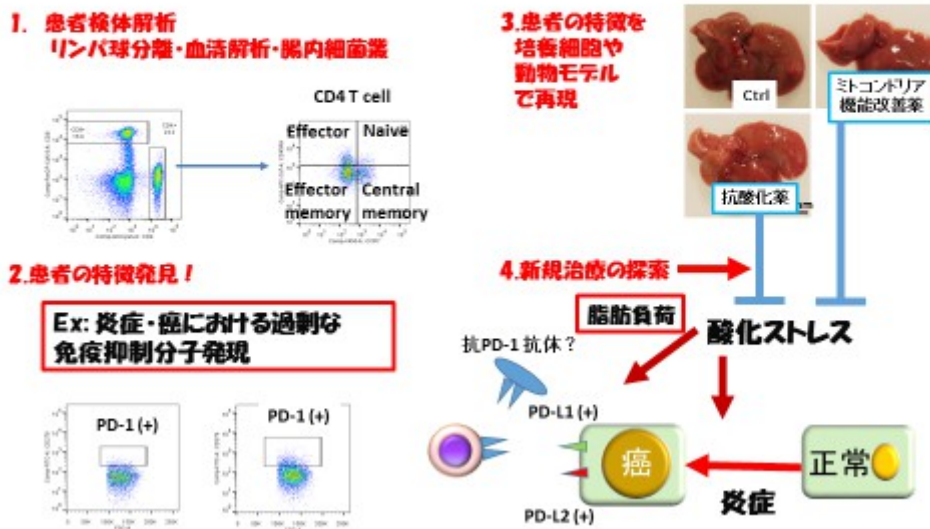 1. 患者検体解析
リンパ球分離・血清解析・腸内細菌叢
CD4 T cell
Effector
Naive
Effector memory
Central memory
2.患者の特徴発見！
Ex: 炎症・癌における過剰な
免疫抑制分子発現
PD-1 (+)
PD-1 (+)
3.患者の特徴を
培養細胞や
動物モデル
で再現
Ctrl
ミトコンドリア
機能改善薬
抗酸化薬
4.新規治療の探索
脂肪負荷
酸化ストレス
抗PD-1 抗体？
PD-L1 (+)
癌
正常
炎症
PD-L2 (+)